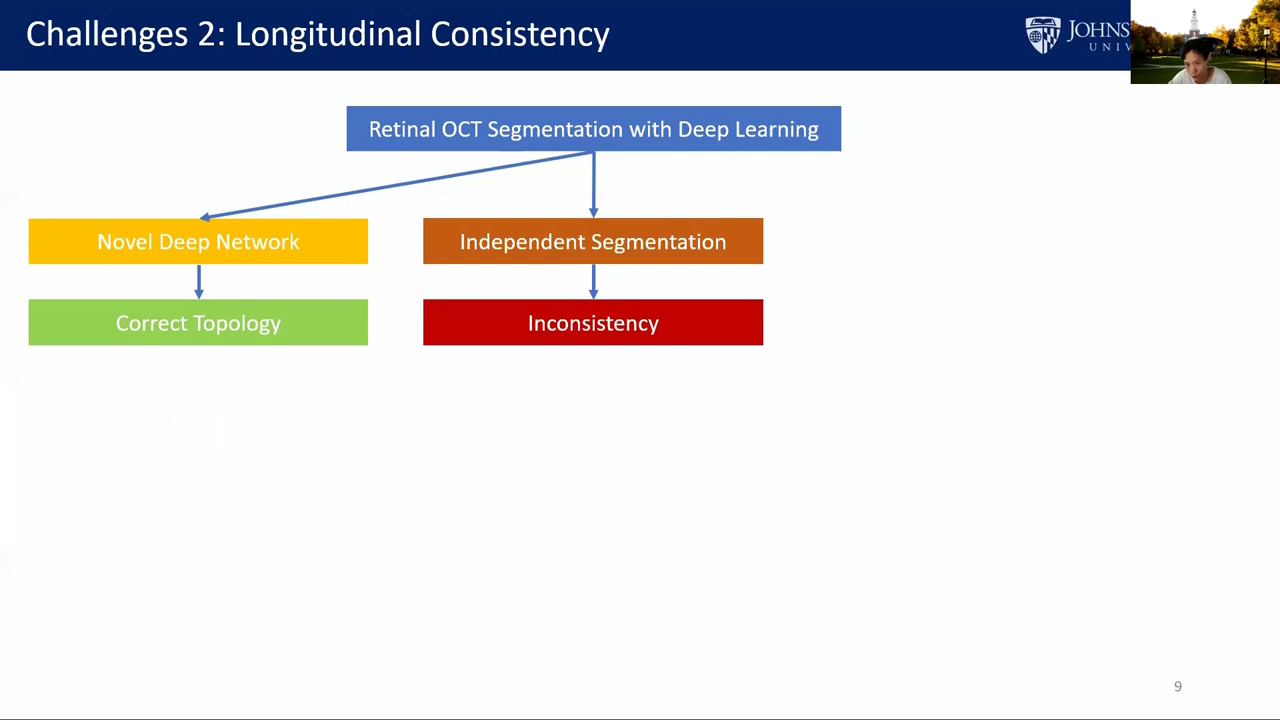 Challenges 2: Longitudinal Consistency
Retinal OCT Segmentation with Deep Learning
Novel Deep Network
Independent Segmentation
Correct Topology
Inconsistency
9